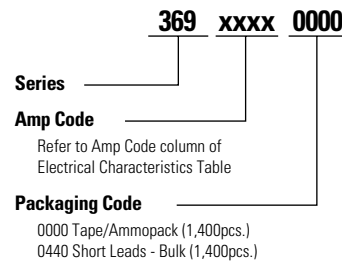 369 xxxx 0000
Series
Amp Code
Refer to Amp Code column of
Electrical Characteristics Table
Packaging Code
0000 Tape/Ammopack (1,400pcs.)
0440 Short Leads - Bulk (1,400pcs.)